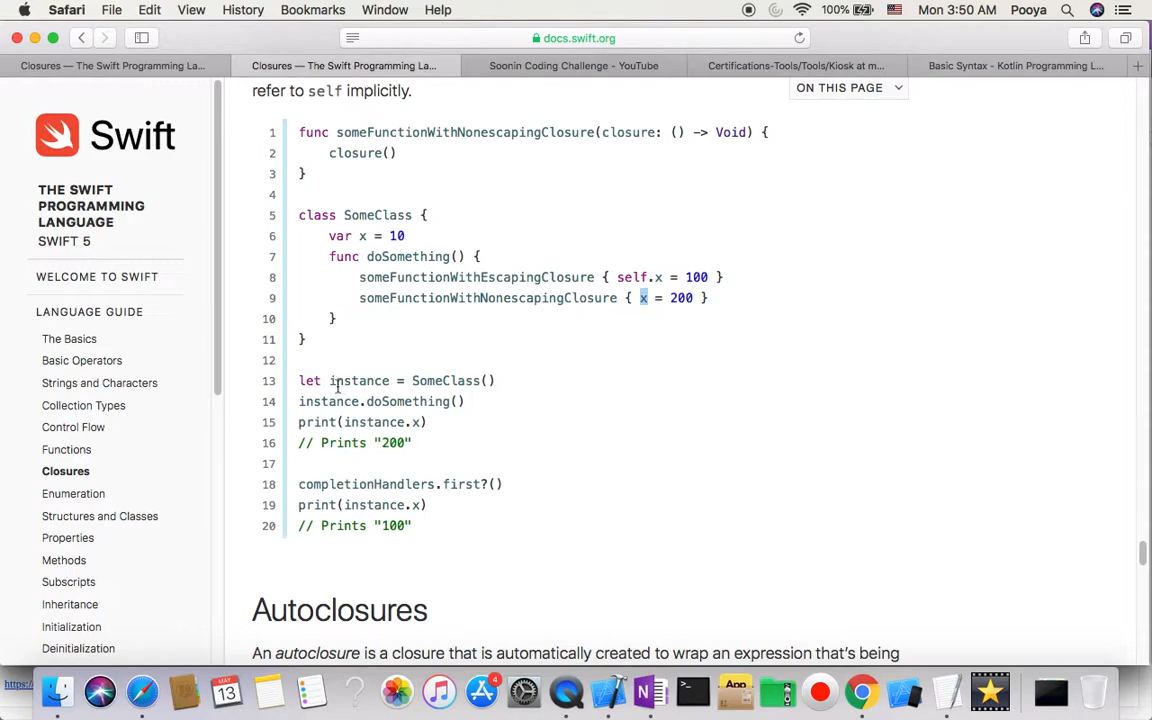 Safari File Edit View History Bookmarks Window Help 100% Mon 3:50 AM Pooya
docs.swift.org
Closures — The Swift Programming La... Closures — The Swift Programming La... Soonin Coding Challenge - YouTube Certifications-Tools/Tools/Kiosk at m... Basic Syntax - Kotlin Programming L...
ON THIS PAGE
Swift
THE SWIFT
PROGRAMMING
LANGUAGE
SWIFT 5
WELCOME TO SWIFT
LANGUAGE GUIDE
The Basics
Basic Operators
Strings and Characters
Collection Types
Control Flow
Functions
Closures
Enumeration
Structures and Classes
Properties
Methods
Subscripts
Inheritance
Initialization
Deinitialization
refer to self implicitly.
1 func someFunctionWithNonescapingClosure(closure: () -> Void) {
2 closure()
3 }
4
5 class SomeClass {
6 var x = 10
7 func doSomething() {
8 someFunctionWithEscapingClosure { self.x = 100 }
9 someFunctionWithNonescapingClosure { x = 200 }
10 }
11 }
12
13 let instance = SomeClass()
14 instance.doSomething()
15 print(instance.x)
16 // Prints "200"
17
18 completionHandlers.first?()
19 print(instance.x)
20 // Prints "100"
Autoclosures
An autoclosure is a closure that is automatically created to wrap an expression that's being
https:/
MAY
13
4
App